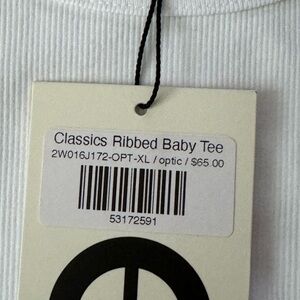 Classics Ribbed Baby Tee
2W016J172-OPT-XL / optic / $65.00
53172591